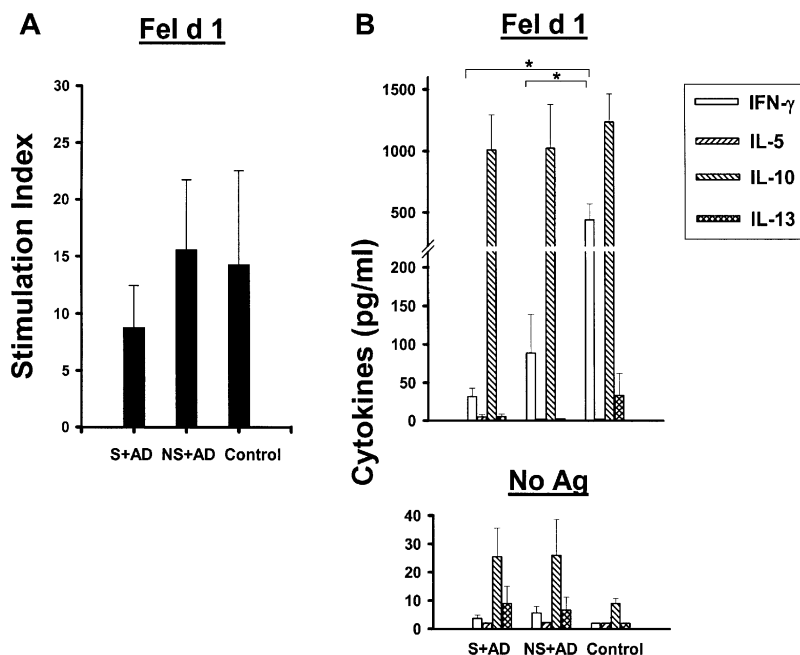 A
Fel d 1
Stimulation Index
30
25
20
15
10
5
0
S+AD NS+AD Control
B
Fel d 1
*
*
Cytokines (pg/ml)
1500
1000
500
200
150
100
50
0
IFN-γ
IL-5
IL-10
IL-13
No Ag
40
30
20
10
0
S+AD NS+AD Control